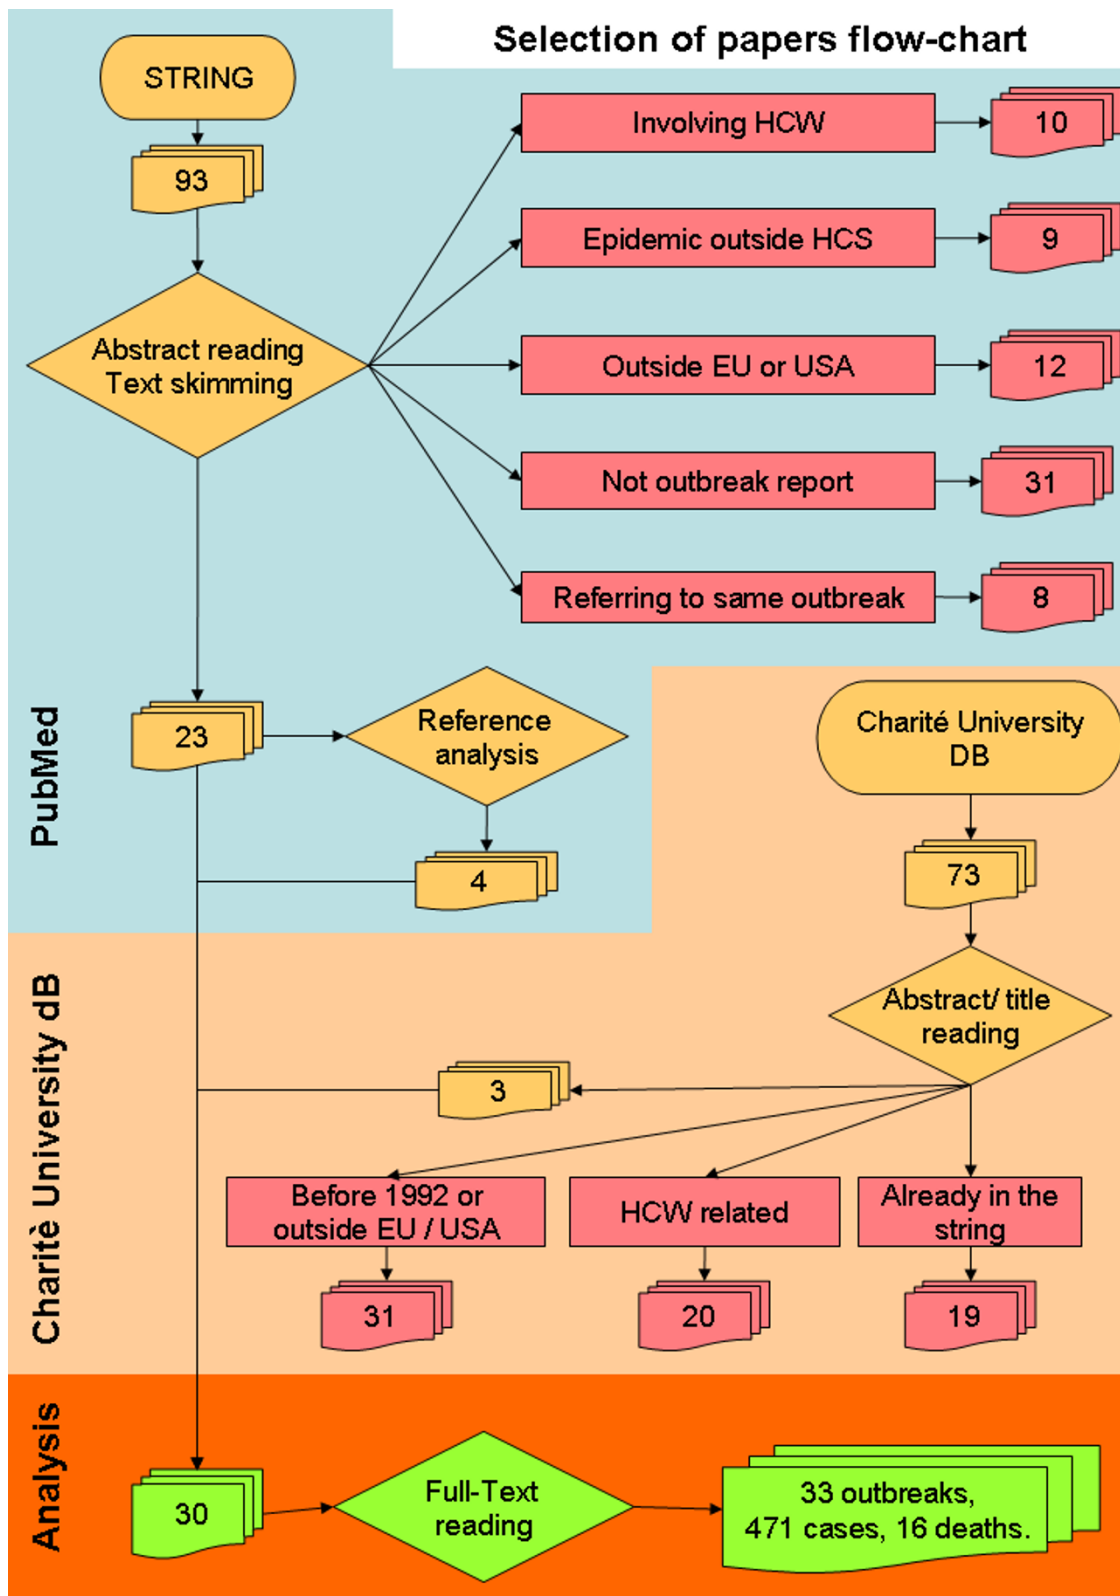 Selection of papers flow-chart
STRING
93
Abstract reading
Text skimming
Involving HCW
10
Epidemic outside HCS
9
Outside EU or USA
12
Not outbreak report
31
Referring to same outbreak
8
PubMed
23
Reference
analysis
4
Charité University
DB
73
Abstract/ title
reading
Charitè University dB
3
Before 1992 or
outside EU / USA
31
HCW related
20
Already in the
string
19
Analysis
30
Full-Text
reading
33 outbreaks,
471 cases, 16 deaths.